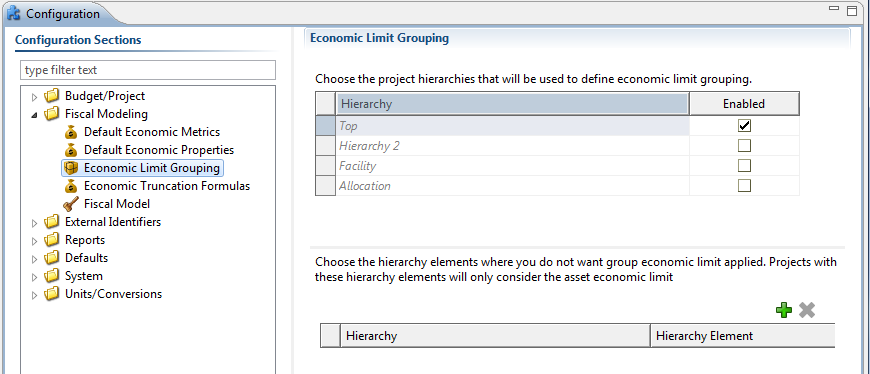 Configuration
Configuration Sections
type filter text
Budget/Project
Fiscal Modeling
Default Economic Metrics
Default Economic Properties
Economic Limit Grouping
Economic Truncation Formulas
Fiscal Model
External Identifiers
Reports
Defaults
System
Units/Conversions
Economic Limit Grouping
Choose the project hierarchies that will be used to define economic limit grouping.
Hierarchy Enabled
Top
Hierarchy 2
Facility
Allocation
Choose the hierarchy elements where you do not want group economic limit applied. Projects with
these hierarchy elements will only consider the asset economic limit
Hierarchy Hierarchy Element